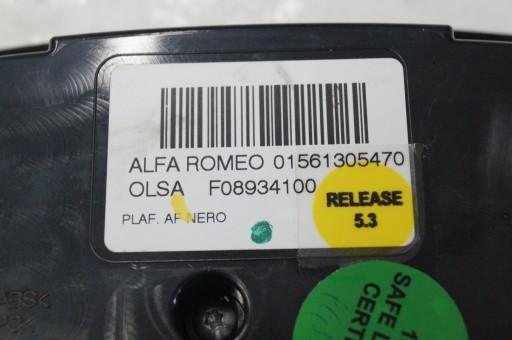 ALFA ROMEO 01561305470
OLSA F08934100
PLAF. AF NERO
RELEASE
5.3
SAFE
CERT